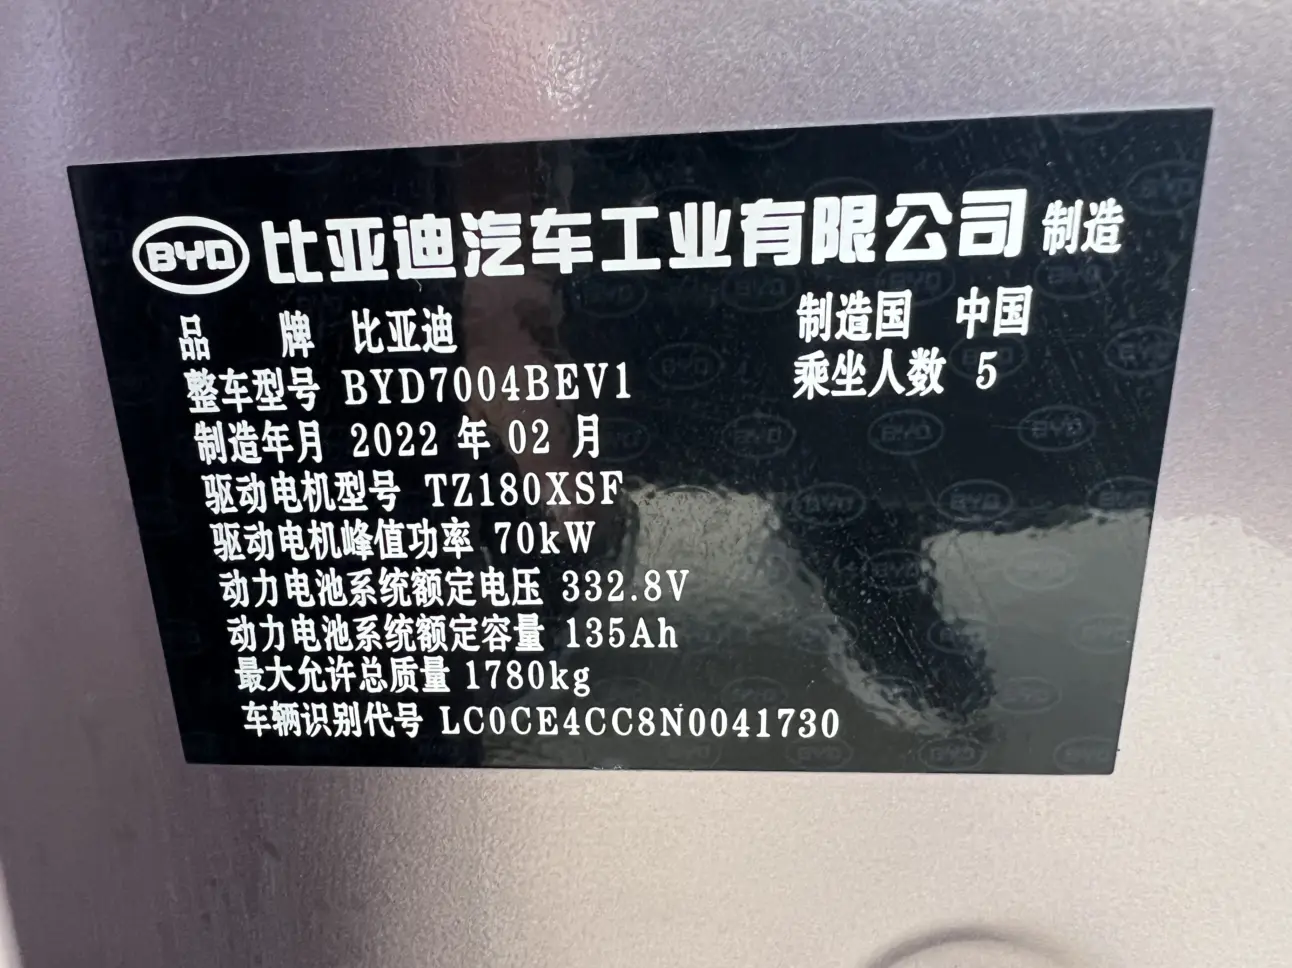 BYD 比亚迪汽车工业有限公司 制造
品 牌 比亚迪 制造国 中国
整车型号 BYD7004BEV1 乘坐人数 5
制造年月 2022 年 02 月
驱动电机型号 TZ180XSF
驱动电机峰值功率 70kW
动力电池系统额定电压 332.8V
动力电池系统额定容量 135Ah
最大允许总质量 1780kg
车辆识别代号 LC0CE4CC8N0041730